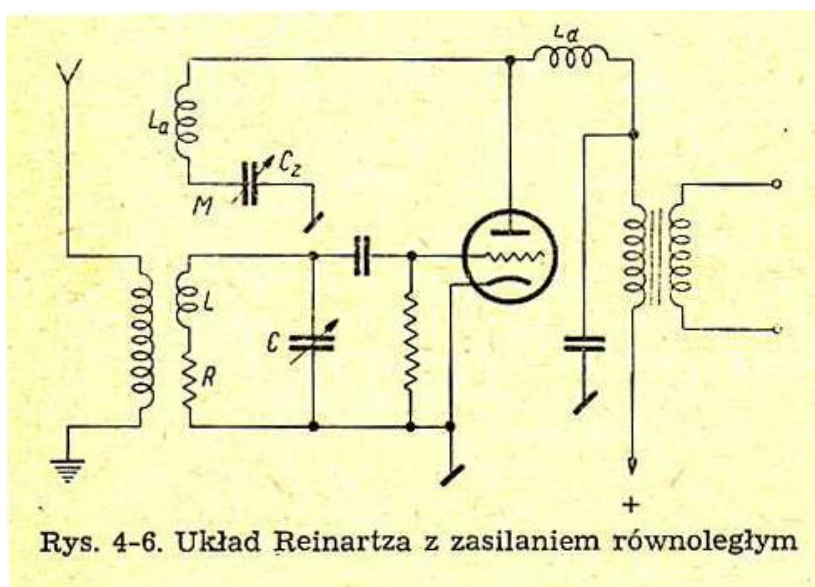 Ld
La
Cz
M
L
C
R
+
Rys. 4-6. Układ Reinartza z zasilaniem równoległym